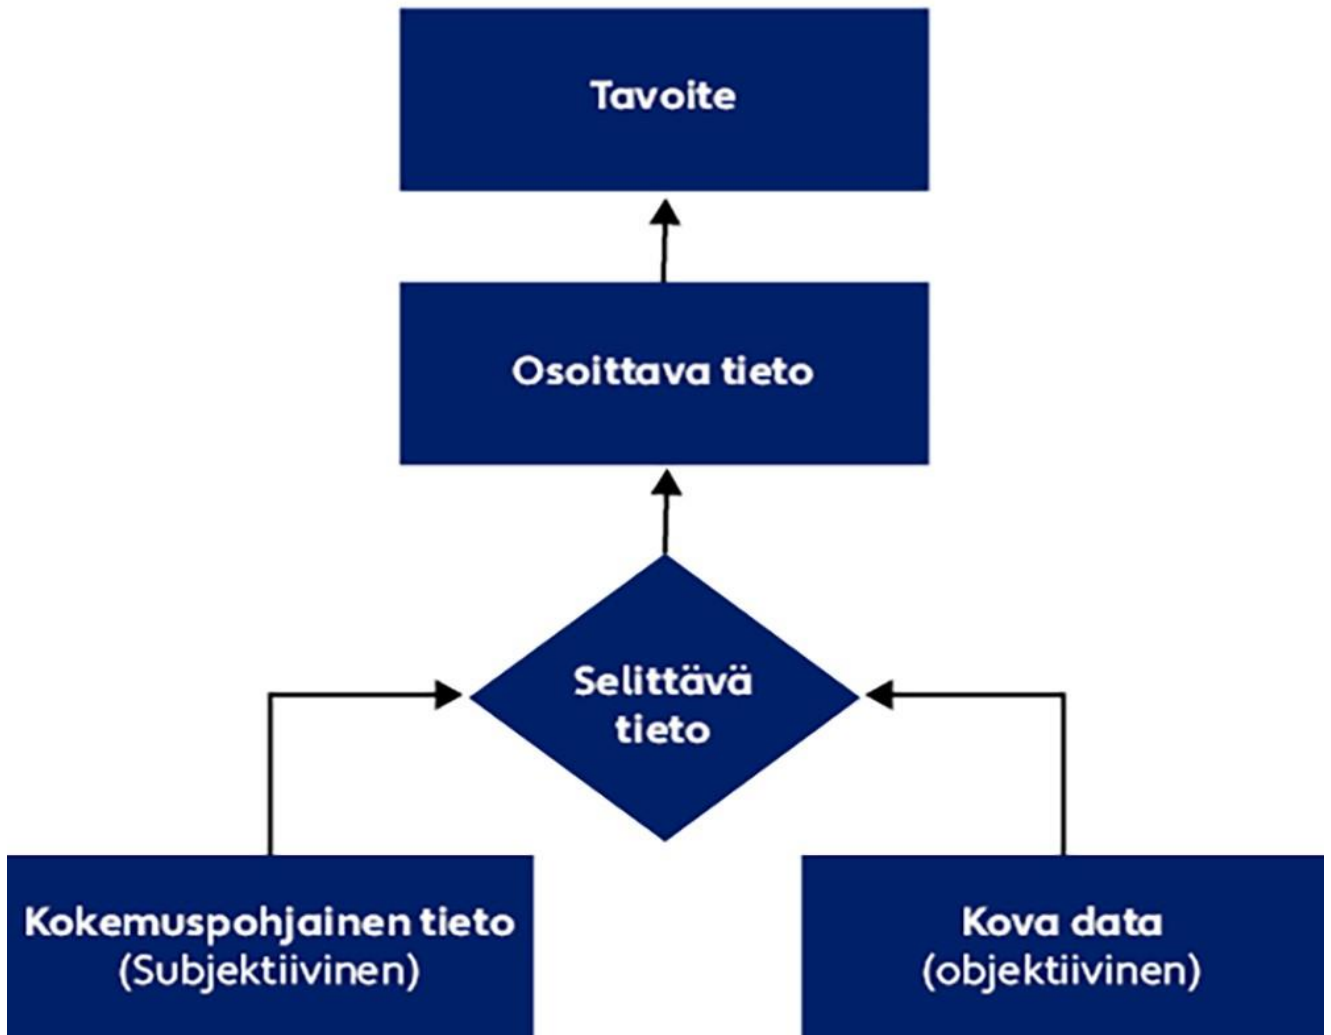 Tavoite
Osoittava tieto
Selittävä
tieto
Kokemuspohjainen tieto
(Subjektiivinen)
Kova data
(objektiivinen)